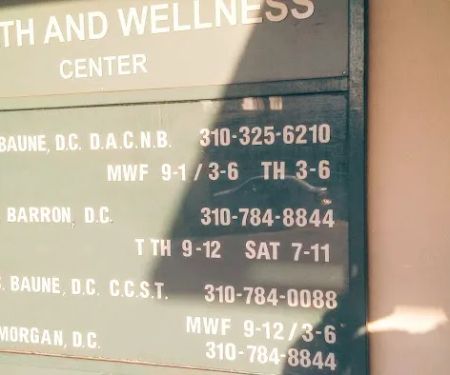 TH AND WELLNESS
CENTER
BAUNE, D.C. D.A.C.N.B. 310-325-6210
MWF 9-1 / 3-6 TH 3-6
BARRON, D.C. 310-784-8844
T TH 9-12 SAT 7-11
S. BAUNE, D.C. C.C.S.T. 310-784-0088
MORGAN, D.C. MWF 9-12 / 3-6
310-784-8844